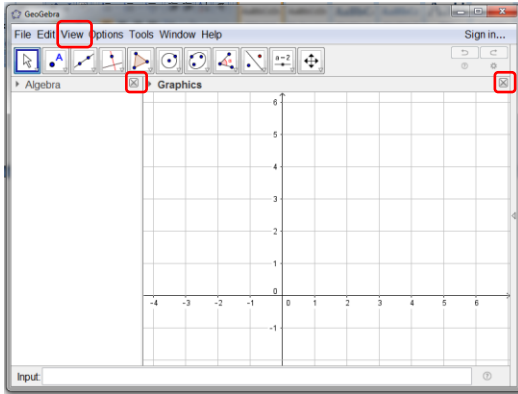 GeoGebra
File Edit View Options Tools Window Help Sign in...
A a=2
Algebra Graphics
6
5
4
3
2
1
0
-4 -3 -2 -1 0 1 2 3 4 5 6
-1
Input: